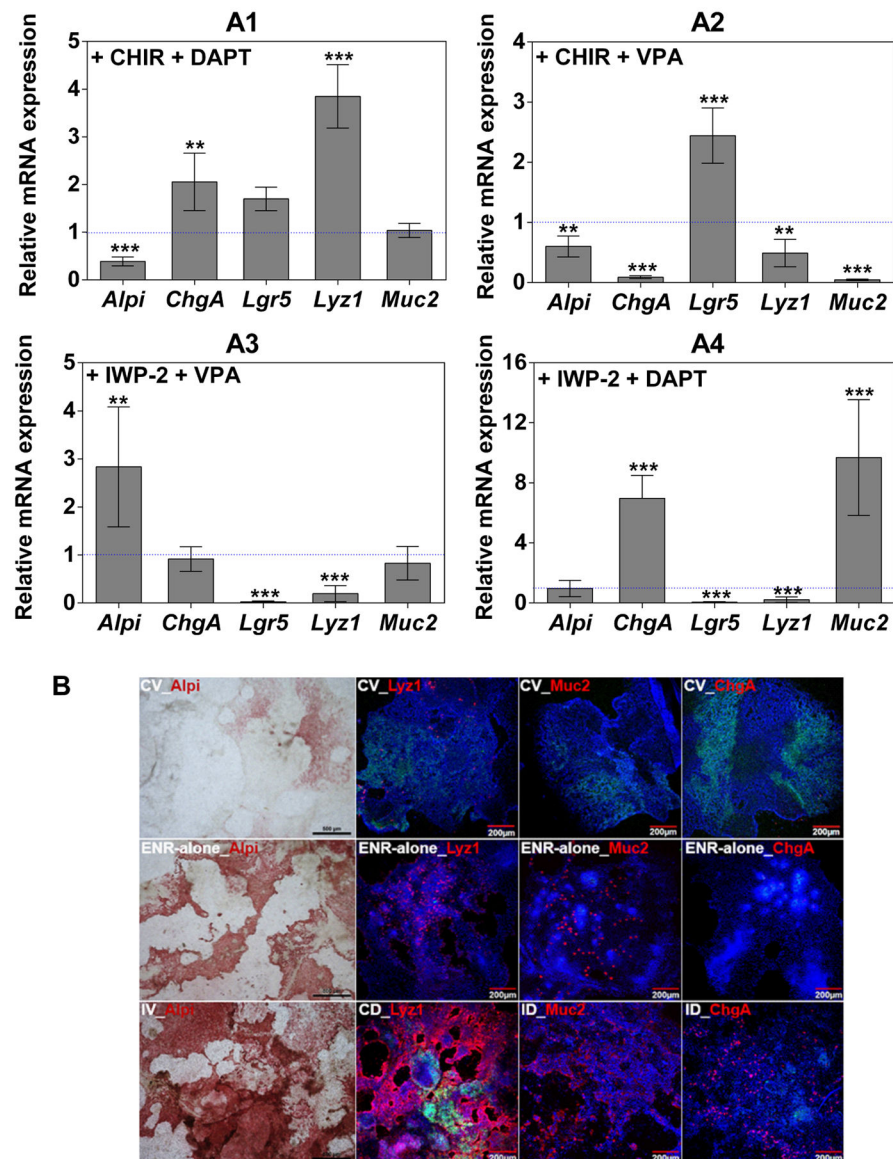 A1
A2
+ CHIR + DAPT
+ CHIR + VPA
Relative mRNA expression
Relative mRNA expression
5
4
3
2
1
0
4
3
2
1
0
***
**
***
**
***
***
**
***
Alpi ChgA Lgr5 Lyz1 Muc2
Alpi ChgA Lgr5 Lyz1 Muc2
A3
A4
+ IWP-2 + VPA
+ IWP-2 + DAPT
Relative mRNA expression
Relative mRNA expression
5
4
3
2
1
0
16
12
8
4
0
**
***
***
***
***
***
***
Alpi ChgA Lgr5 Lyz1 Muc2
Alpi ChgA Lgr5 Lyz1 Muc2
B
CV_Alpi
CV_Lyz1
CV_Muc2
CV_ChgA
500 µm
200µm
200µm
200µm
ENR-alone_Alpi
ENR-alone_Lyz1
ENR-alone_Muc2
ENR-alone_ChgA
200µm
200µm
200µm
IV_Alpi
CD_Lyz1
ID_Muc2
ID_ChgA
200µm
200µm
200µm